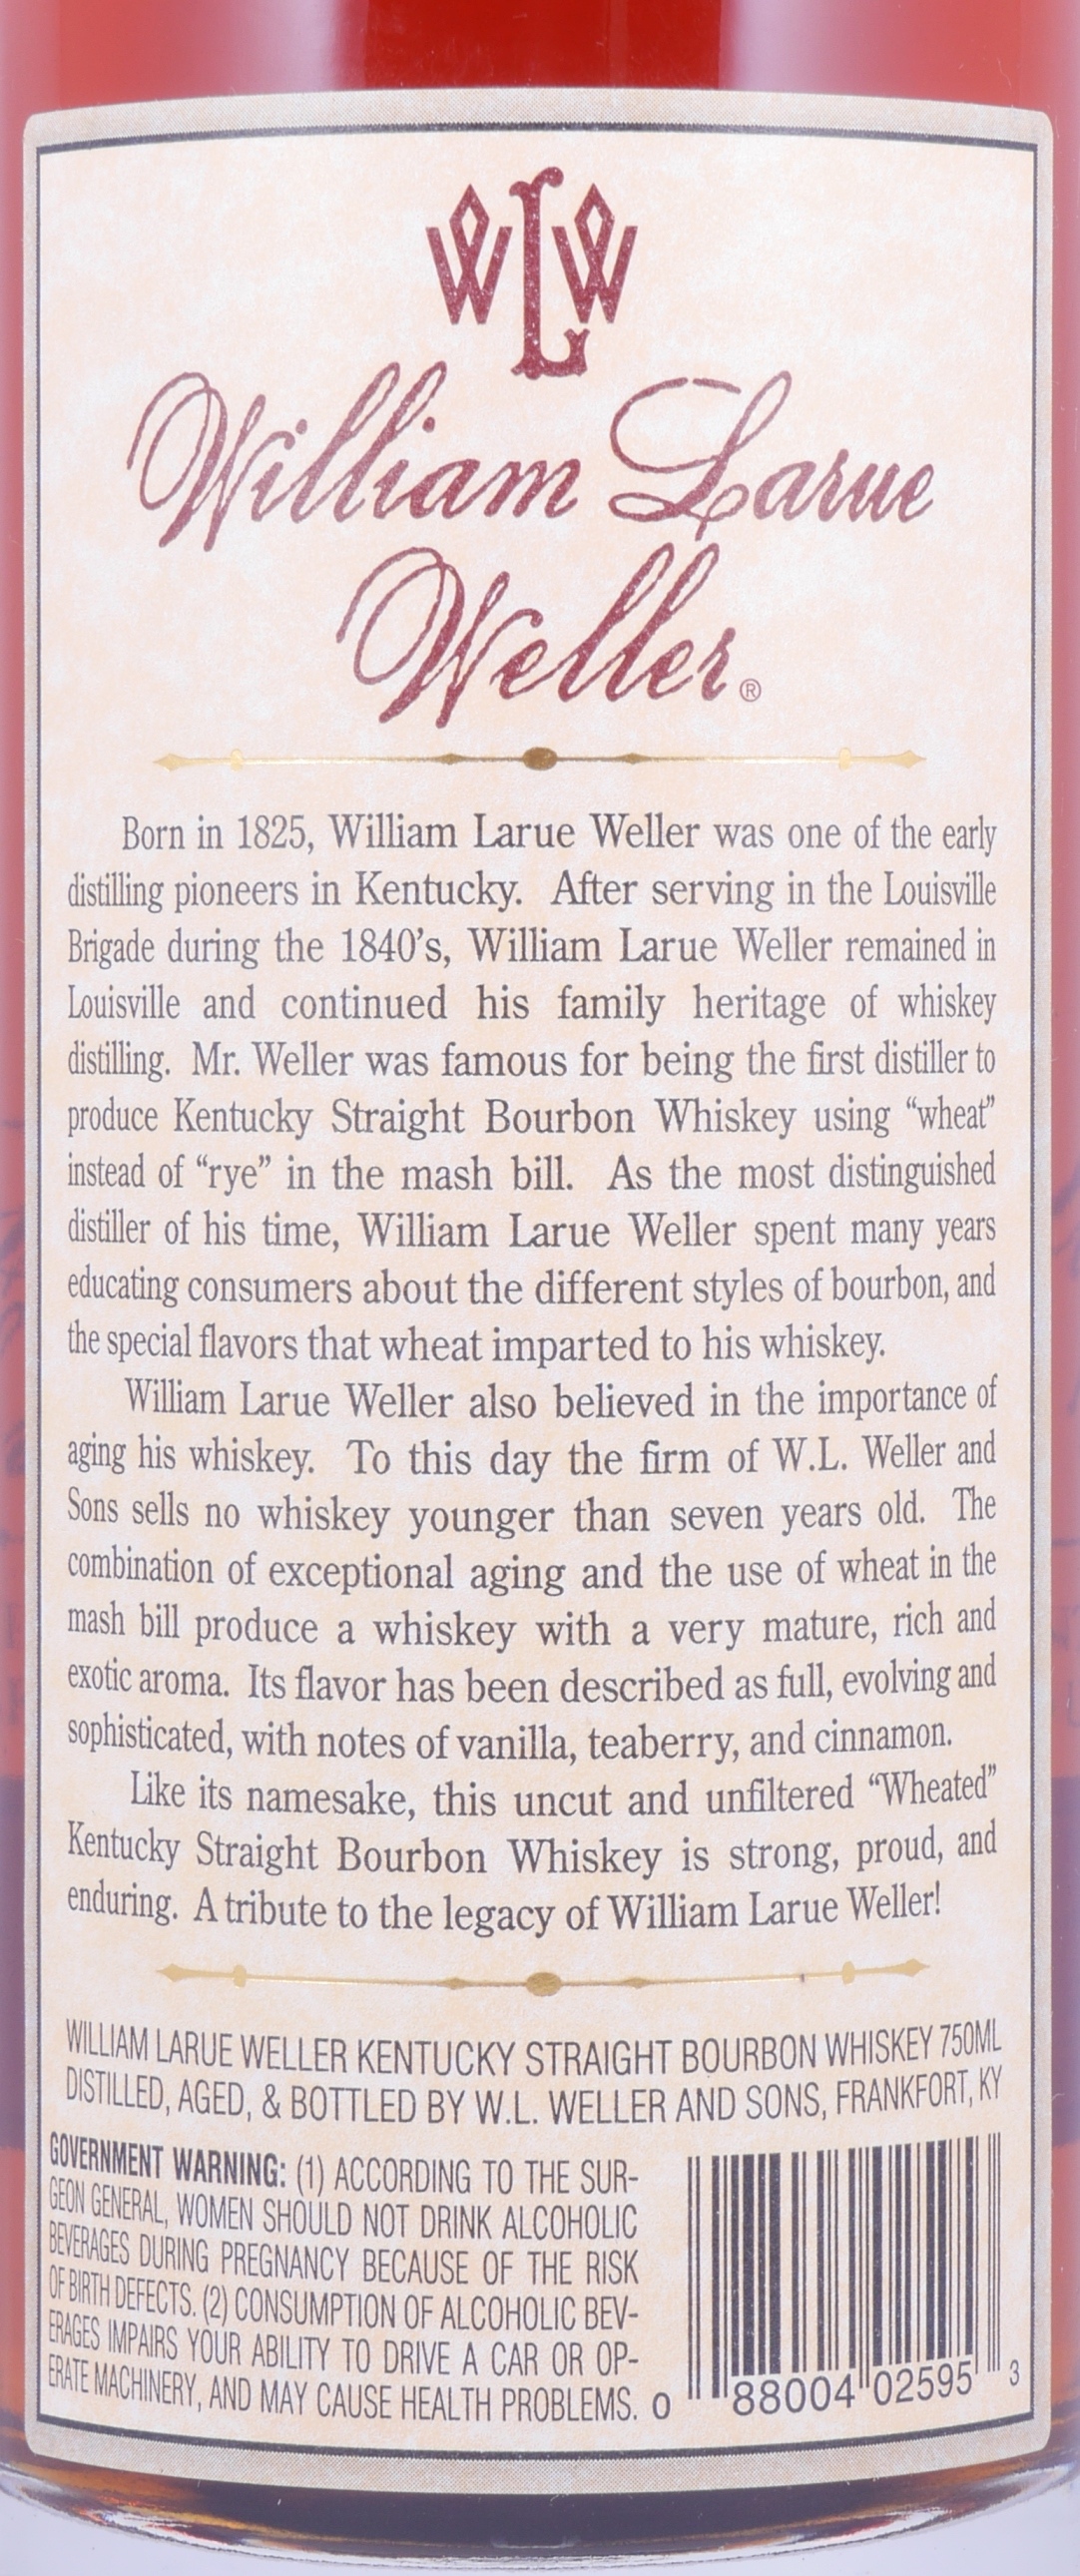 WLW
William Larue
Weller®
Born in 1825, William Larue Weller was one of the early
distilling pioneers in Kentucky. After serving in the Louisville
Brigade during the 1840's, William Larue Weller remained in
Louisville and continued his family heritage of whiskey
distilling. Mr. Weller was famous for being the first distiller to
produce Kentucky Straight Bourbon Whiskey using “wheat”
instead of “rye” in the mash bill. As the most distinguished
distiller of his time, William Larue Weller spent many years
educating consumers about the different styles of bourbon, and
the special flavors that wheat imparted to his whiskey.
William Larue Weller also believed in the importance of
aging his whiskey. To this day the firm of W.L. Weller and
Sons sells no whiskey younger than seven years old. The
combination of exceptional aging and the use of wheat in the
mash bill produce a whiskey with a very mature, rich and
exotic aroma. Its flavor has been described as full, evolving and
sophisticated, with notes of vanilla, teaberry, and cinnamon.
Like its namesake, this uncut and unfiltered “Wheated”
Kentucky Straight Bourbon Whiskey is strong, proud, and
enduring. A tribute to the legacy of William Larue Weller!
WILLIAM LARUE WELLER KENTUCKY STRAIGHT BOURBON WHISKEY 750ML
DISTILLED, AGED, & BOTTLED BY W.L. WELLER AND SONS, FRANKFORT, KY
GOVERNMENT WARNING: (1) ACCORDING TO THE SUR-
GEON GENERAL, WOMEN SHOULD NOT DRINK ALCOHOLIC
BEVERAGES DURING PREGNANCY BECAUSE OF THE RISK
OF BIRTH DEFECTS. (2) CONSUMPTION OF ALCOHOLIC BEV-
ERAGES IMPAIRS YOUR ABILITY TO DRIVE A CAR OR OP-
ERATE MACHINERY, AND MAY CAUSE HEALTH PROBLEMS.
0 88004 02595 3